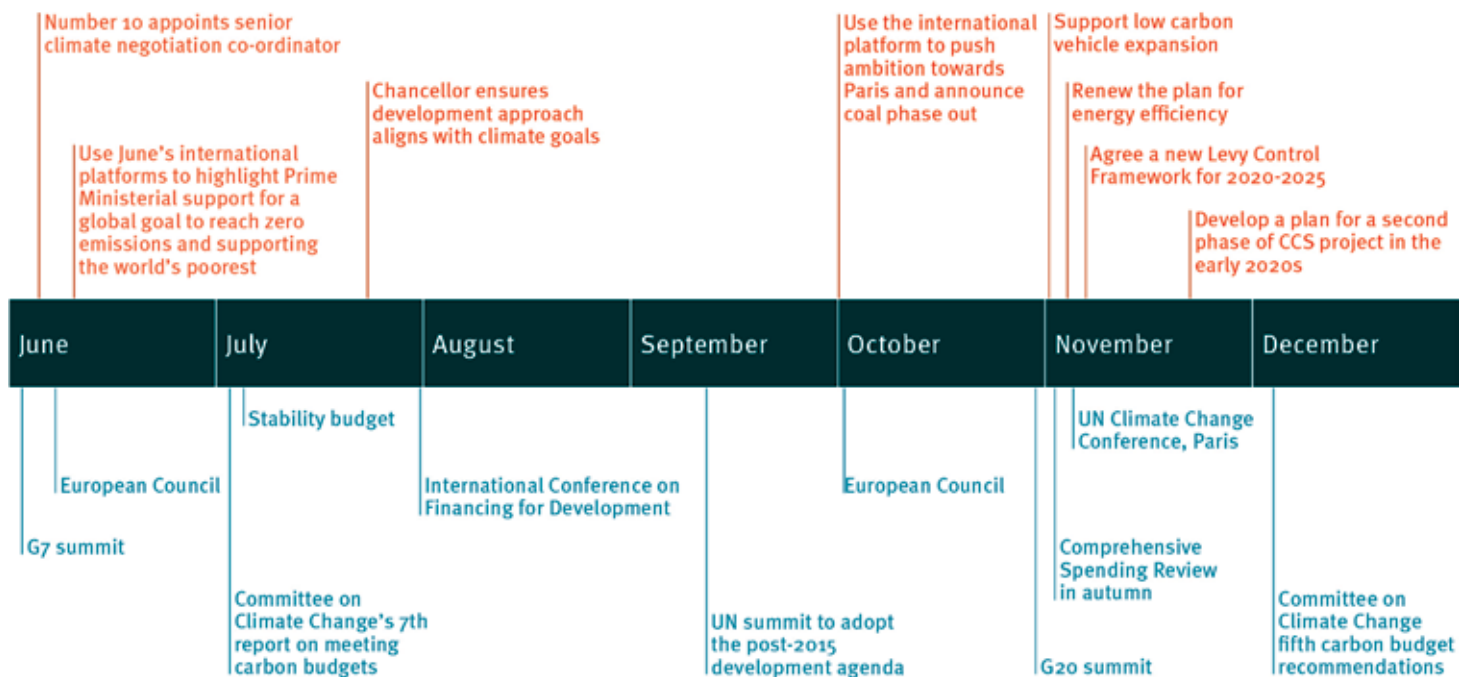 Number 10 appoints senior
climate negotiation co-ordinator
Use June's international
platforms to highlight Prime
Ministerial support for a
global goal to reach zero
emissions and supporting
the world's poorest
Chancellor ensures
development approach
aligns with climate goals
Use the international
platform to push
ambition towards
Paris and announce
coal phase out
Support low carbon
vehicle expansion
Renew the plan for
energy efficiency
Agree a new Levy Control
Framework for 2020-2025
Develop a plan for a second
phase of CCS project in the
early 2020s
June
July
August
September
October
November
December
G7 summit
European Council
Committee on
Climate Change's 7th
report on meeting
carbon budgets
Stability budget
International Conference on
Financing for Development
UN summit to adopt
the post-2015
development agenda
European Council
G20 summit
Comprehensive
Spending Review
in autumn
UN Climate Change
Conference, Paris
Committee on
Climate Change
fifth carbon budget
recommendations